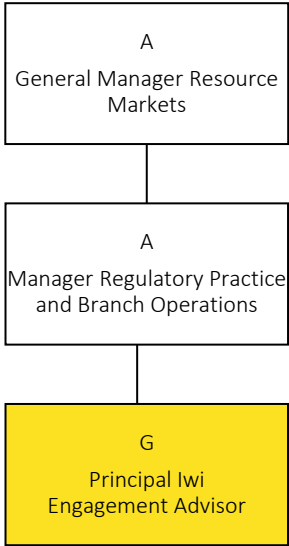 A
General Manager Resource
Markets
A
Manager Regulatory Practice
and Branch Operations
G
Principal Iwi
Engagement Advisor